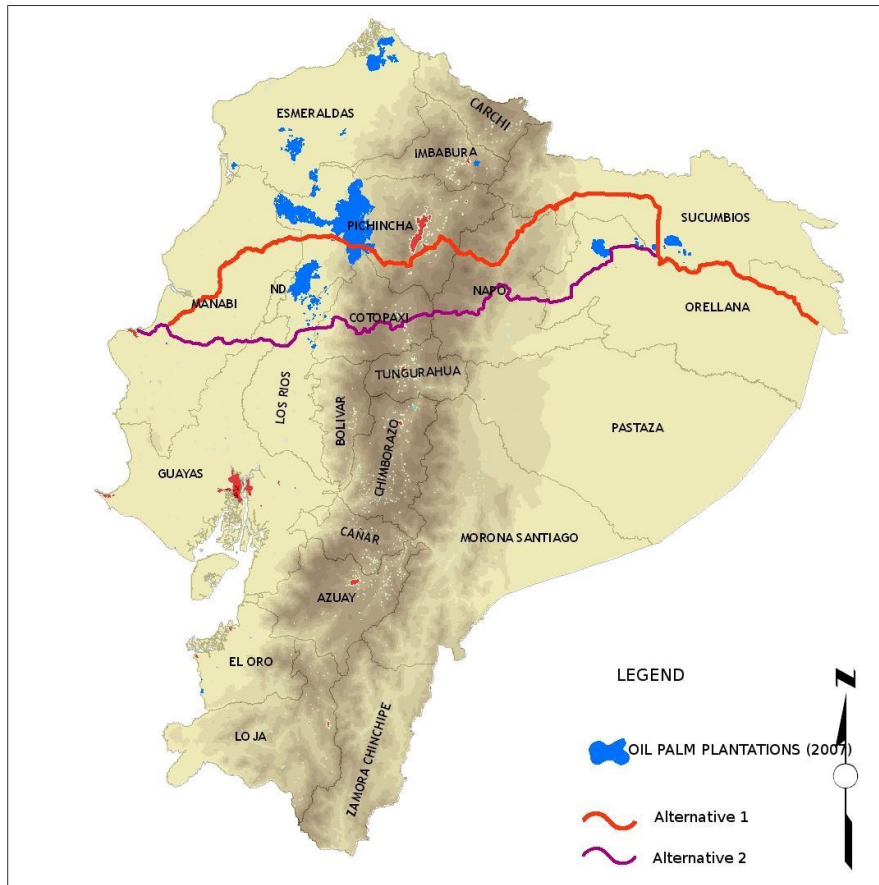 CARCHI
ESMERALDAS
IMBABURA
SUCUMBIOS
PICHINCHA
ND
NAPO
MANABI
ORELLANA
COTOPAXI
TUNGURAHUA
LOS RIOS
BOLIVAR
PASTAZA
CHIMBORAZO
GUAYAS
CAÑAR
MORONA SANTIAGO
AZUAY
EL ORO
LOJA
ZAMORA CHINCHIPE
LEGEND
N
OIL PALM PLANTATIONS (2007)
Alternative 1
Alternative 2